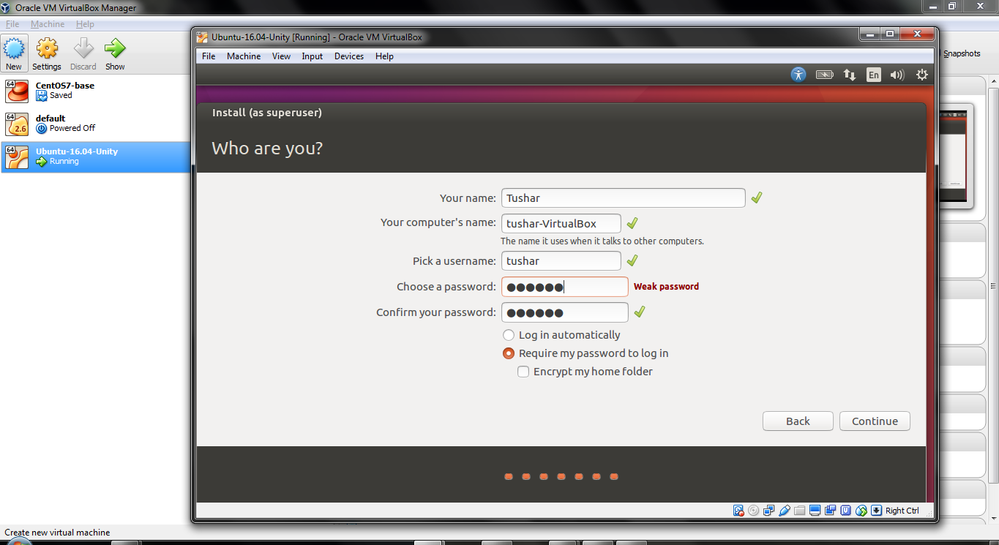 Oracle VM VirtualBox Manager
File Machine Help
New Settings Discard Show
Snapshots
64 CentOS7-base
Saved
64 default
2.6 Powered Off
64 Ubuntu-16.04-Unity
Running
Ubuntu-16.04-Unity [Running] - Oracle VM VirtualBox
File Machine View Input Devices Help
En
Install (as superuser)
Who are you?
Your name: Tushar
Your computer's name: tushar-VirtualBox
The name it uses when it talks to other computers.
Pick a username: tushar
Choose a password: ●●●●●● Weak password
Confirm your password: ●●●●●●
Log in automatically
Require my password to log in
Encrypt my home folder
Back Continue
Right Ctrl
Create new virtual machine